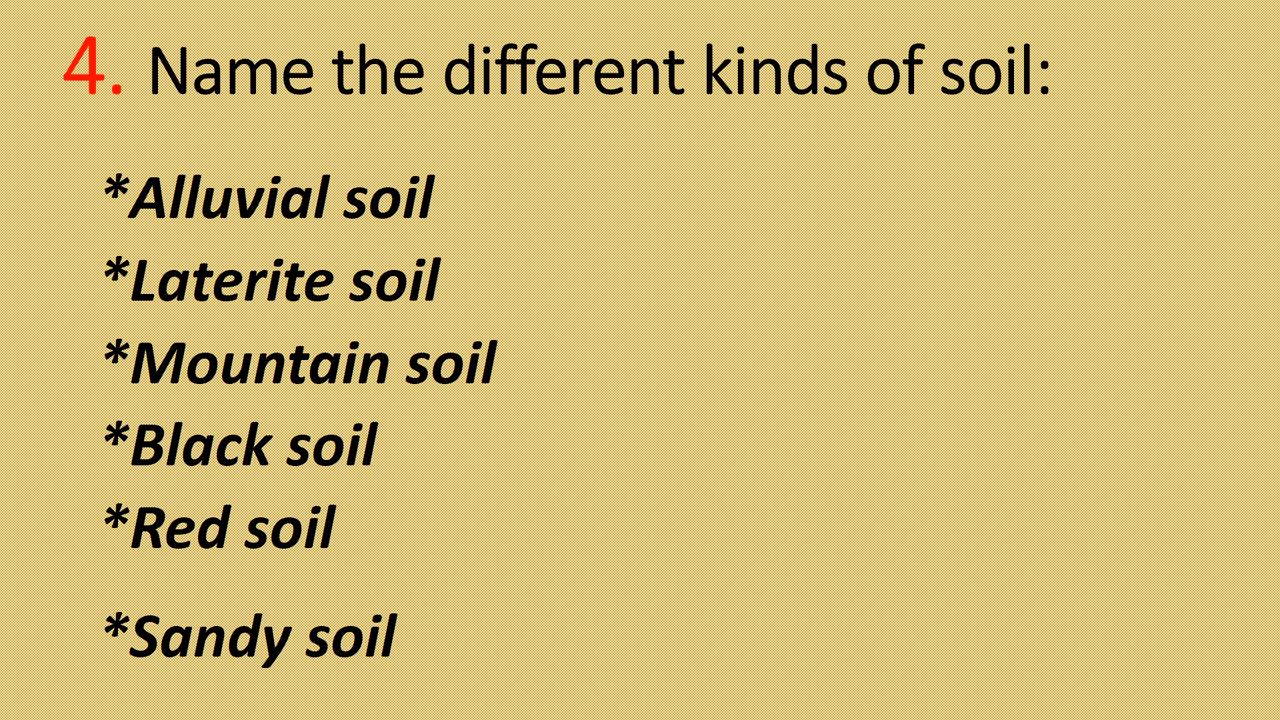 4. Name the different kinds of soil:
*Alluvial soil
*Laterite soil
*Mountain soil
*Black soil
*Red soil
*Sandy soil